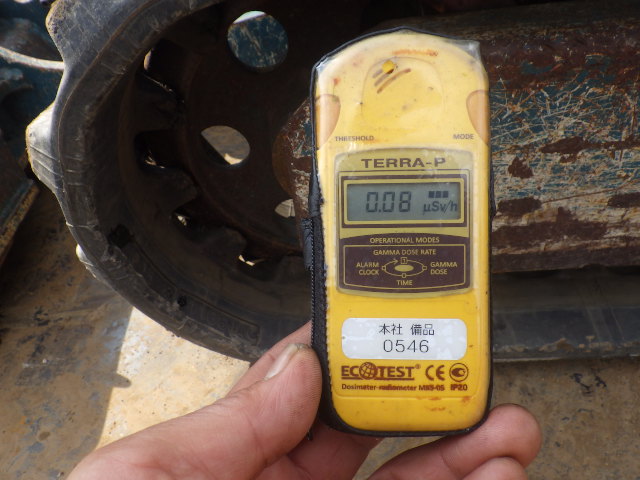 THRESHOLD MODE
TERRA-P
0.08 µSv/h
OPERATIONAL MODES
GAMMA DOSE RATE
ALARM CLOCK
1
GAMMA DOSE
TIME
本社 備品
0546
ECOTEST CE
Dosimeter-radiometer MKS-05 IP20